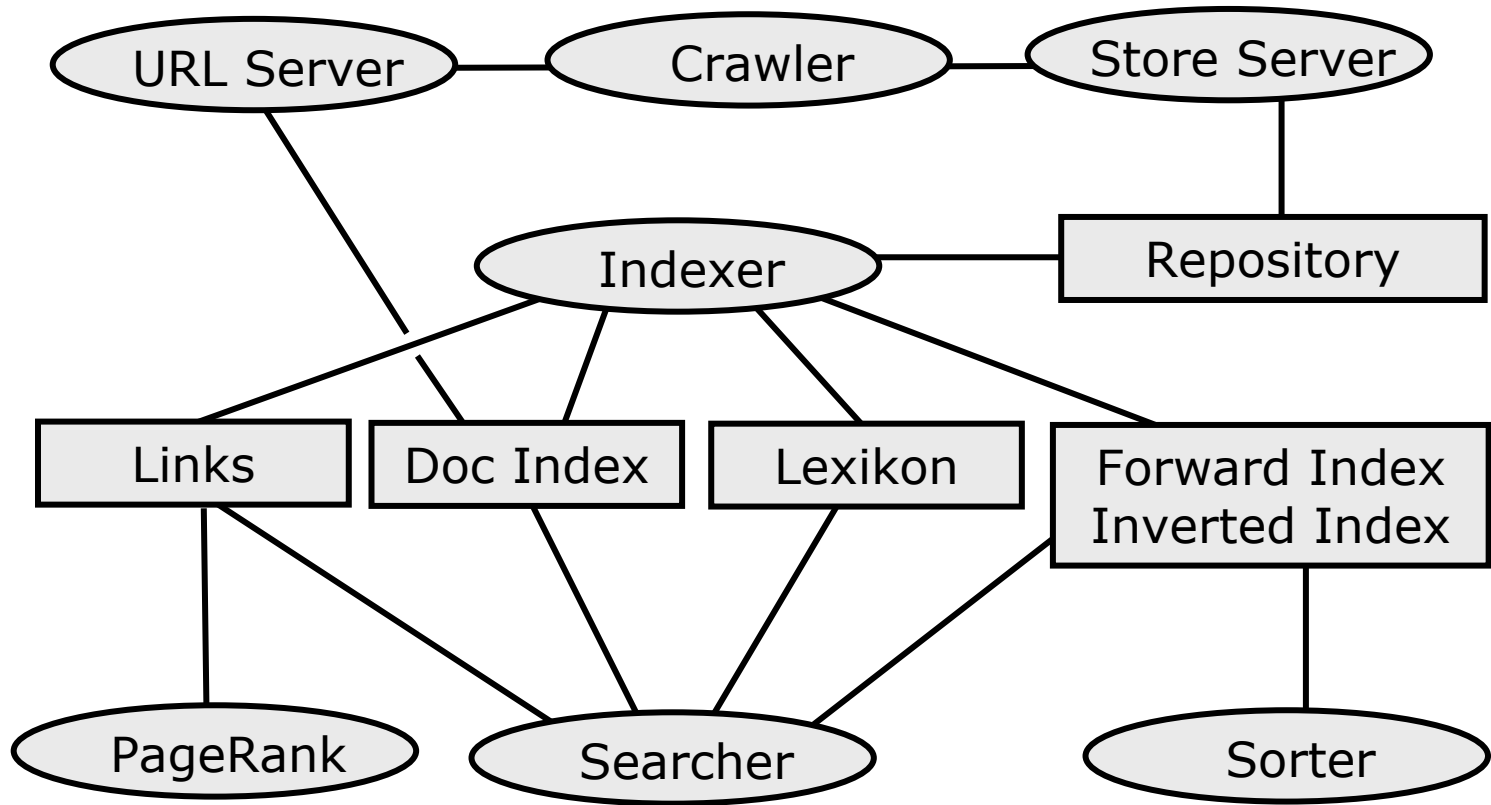 URL Server
Crawler
Store Server
Indexer
Repository
Links
Doc Index
Lexikon
Forward Index
Inverted Index
PageRank
Searcher
Sorter